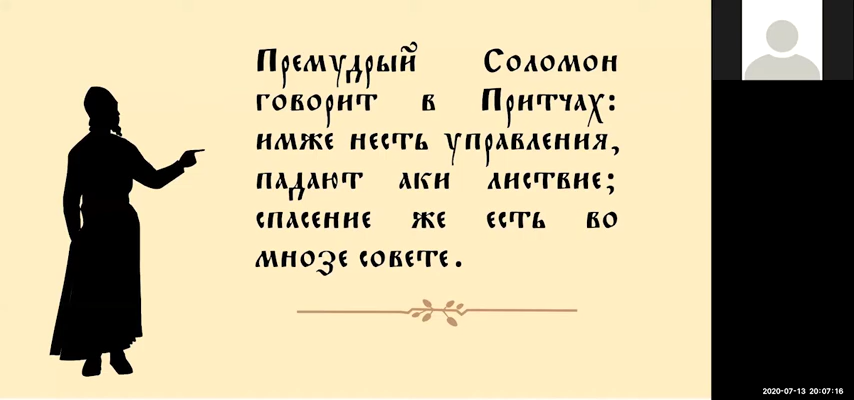 Премудрый Соломон
говорит в Притчах:
имже несть управления,
падают аки листвие;
спасение же есть во
мнозе совете.
2020-07-13 20:07:16